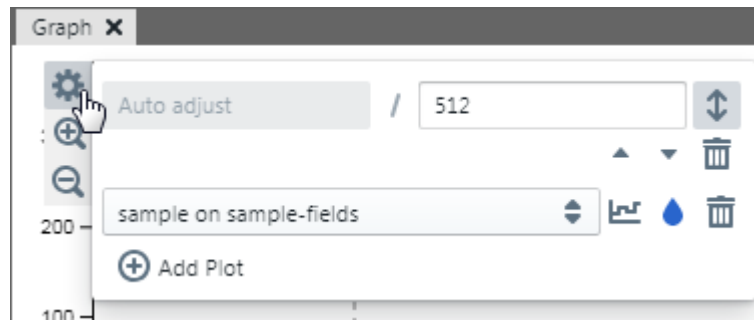 Graph
Auto adjust / 512
sample on sample-fields
200
Add Plot
100